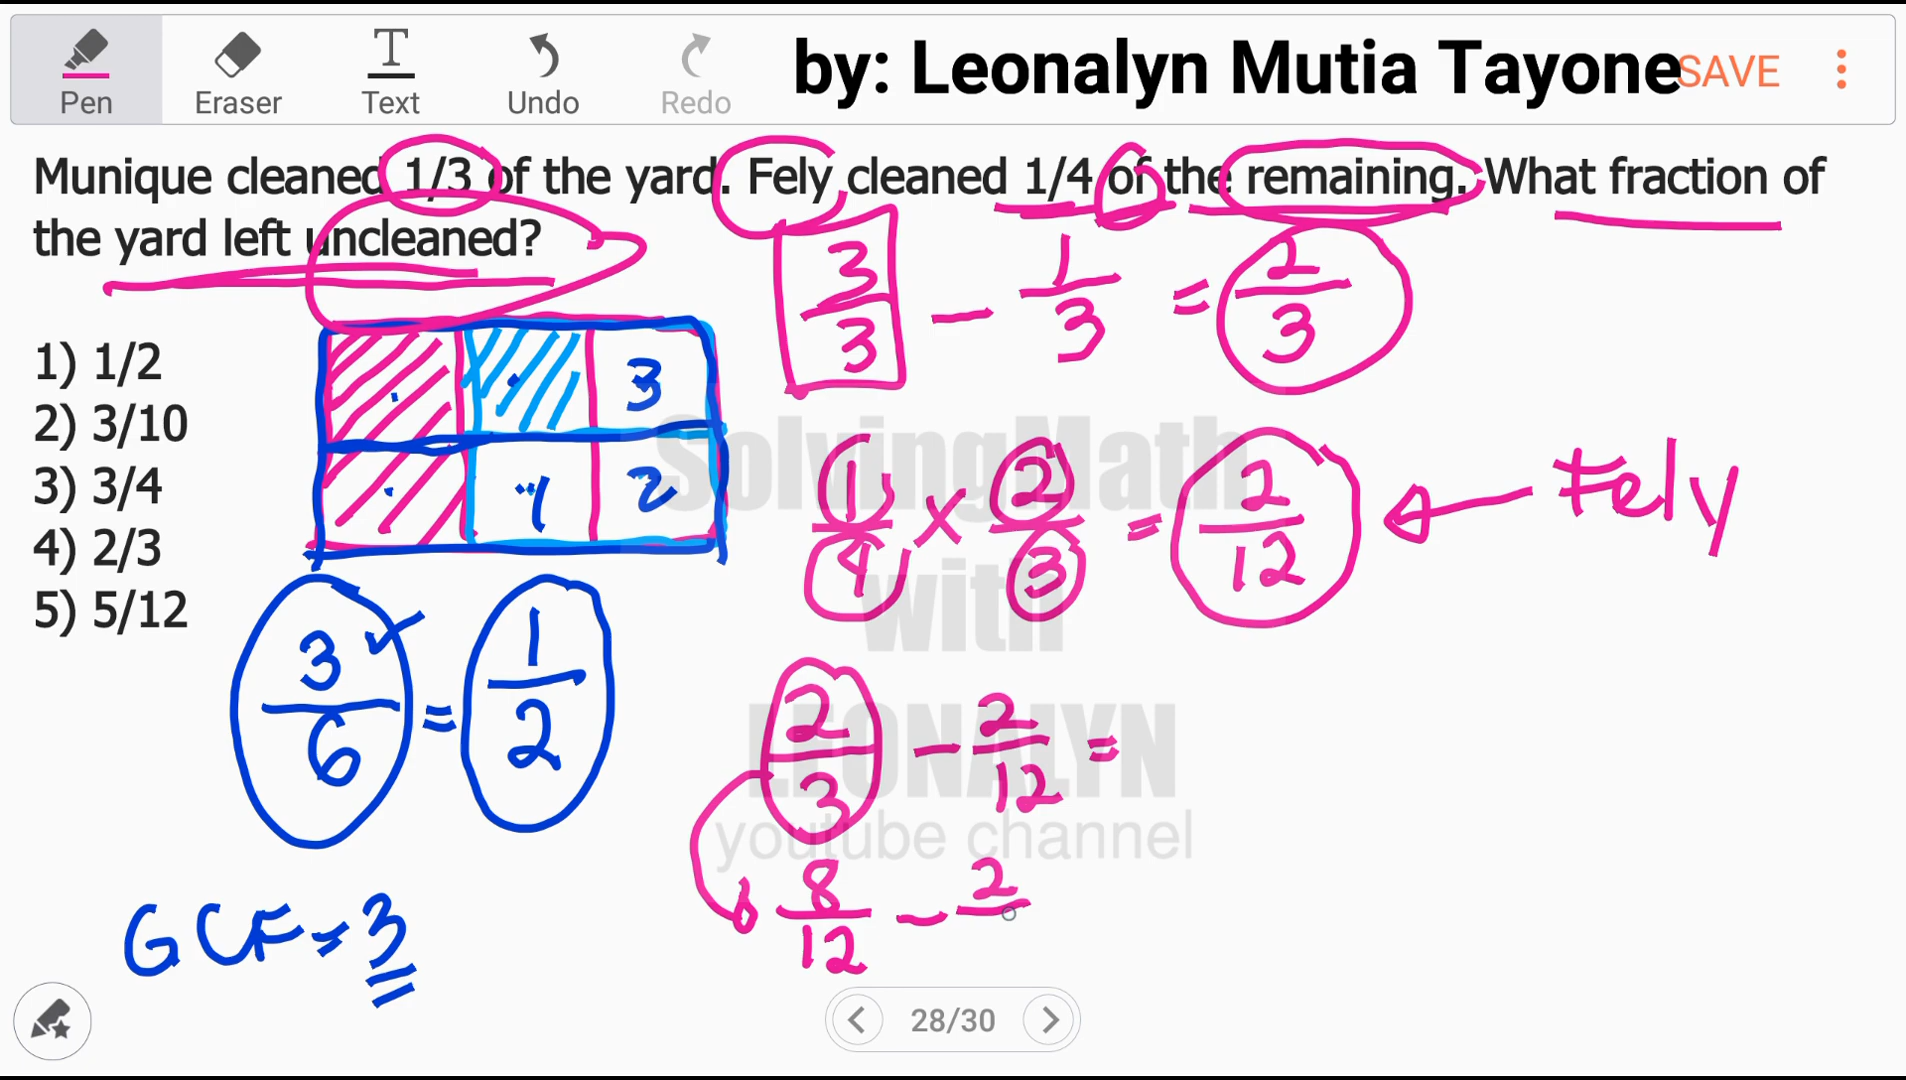 Pen Eraser Text Undo Redo by: Leonalyn Mutia Tayone SAVE
Munique cleaned 1/3 of the yard. Fely cleaned 1/4 of the remaining. What fraction of
the yard left uncleaned?
3/3 - 1/3 = 2/3
1) 1/2
2) 3/10
3) 3/4
4) 2/3
5) 5/12
3
1 2
1/4 x 2/3 = 2/12 Fely
3/6 = 1/2
2/3 - 2/12 =
8/12 - 2
GCF = 3
SolvingMath
with
LEONALYN
youtube channel
28/30